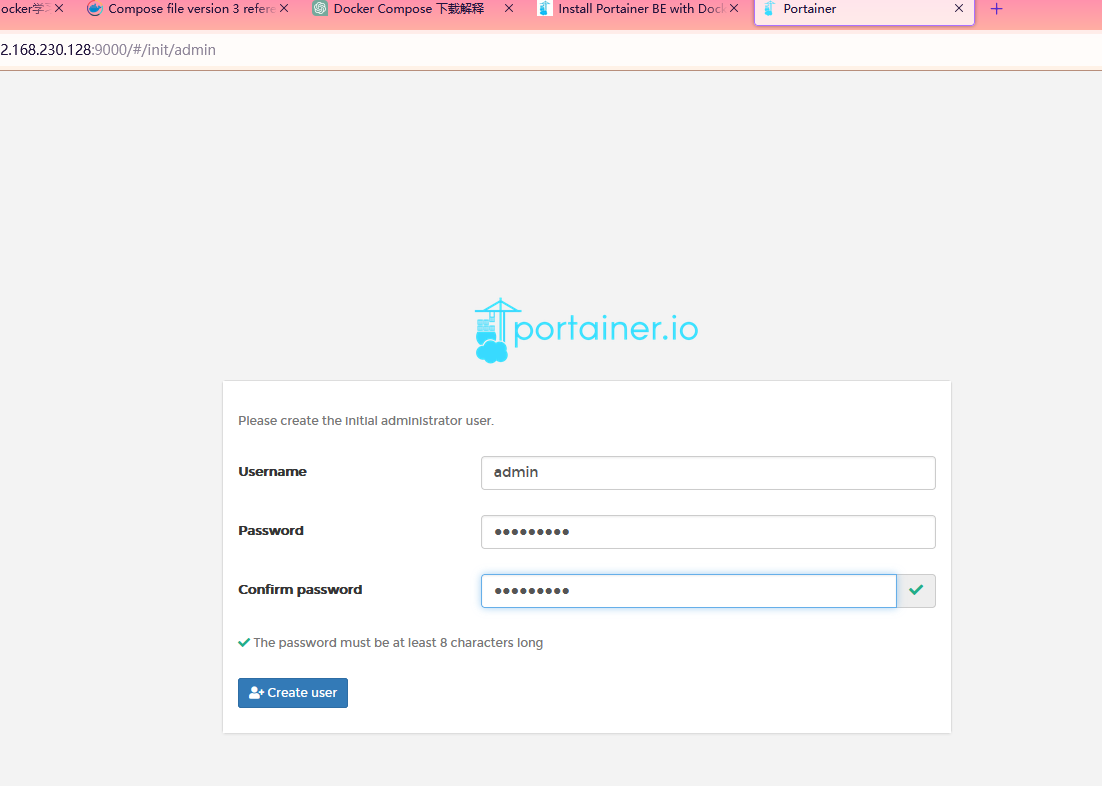 ocker学习 Compose file version 3 refere Docker Compose 下载解释 Install Portainer BE with Dock Portainer
2.168.230.128:9000/#/init/admin
portainer.io
Please create the initial administrator user.
Username admin
Password •••••••••
Confirm password •••••••••
The password must be at least 8 characters long
Create user